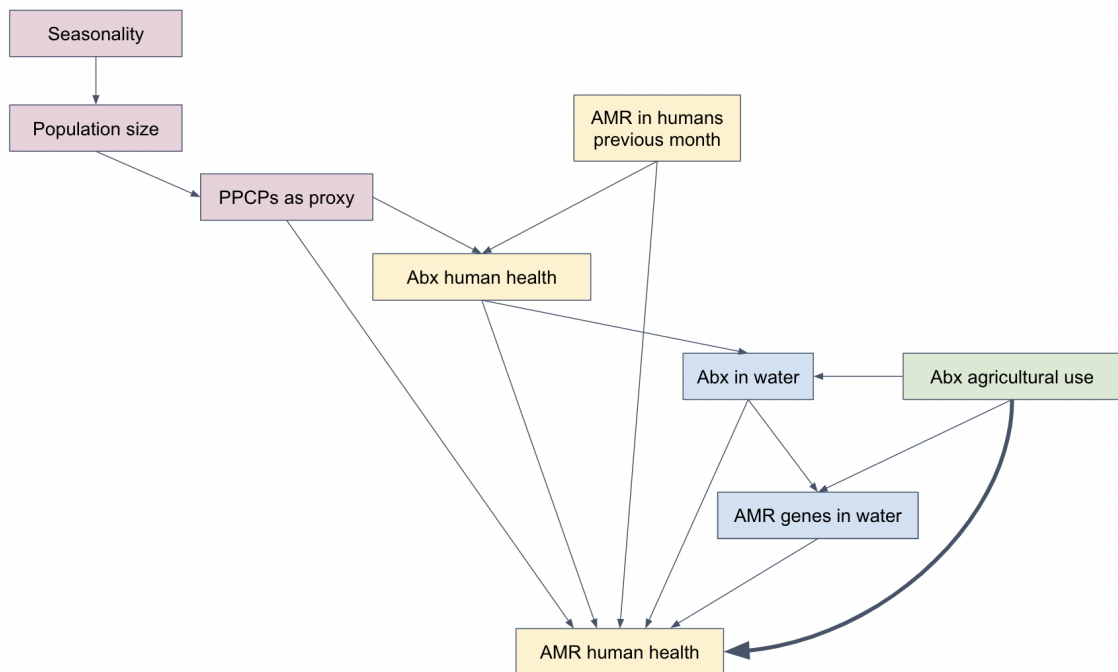 Seasonality
Population size
AMR in humans
previous month
PPCPs as proxy
Abx human health
Abx in water
Abx agricultural use
AMR genes in water
AMR human health